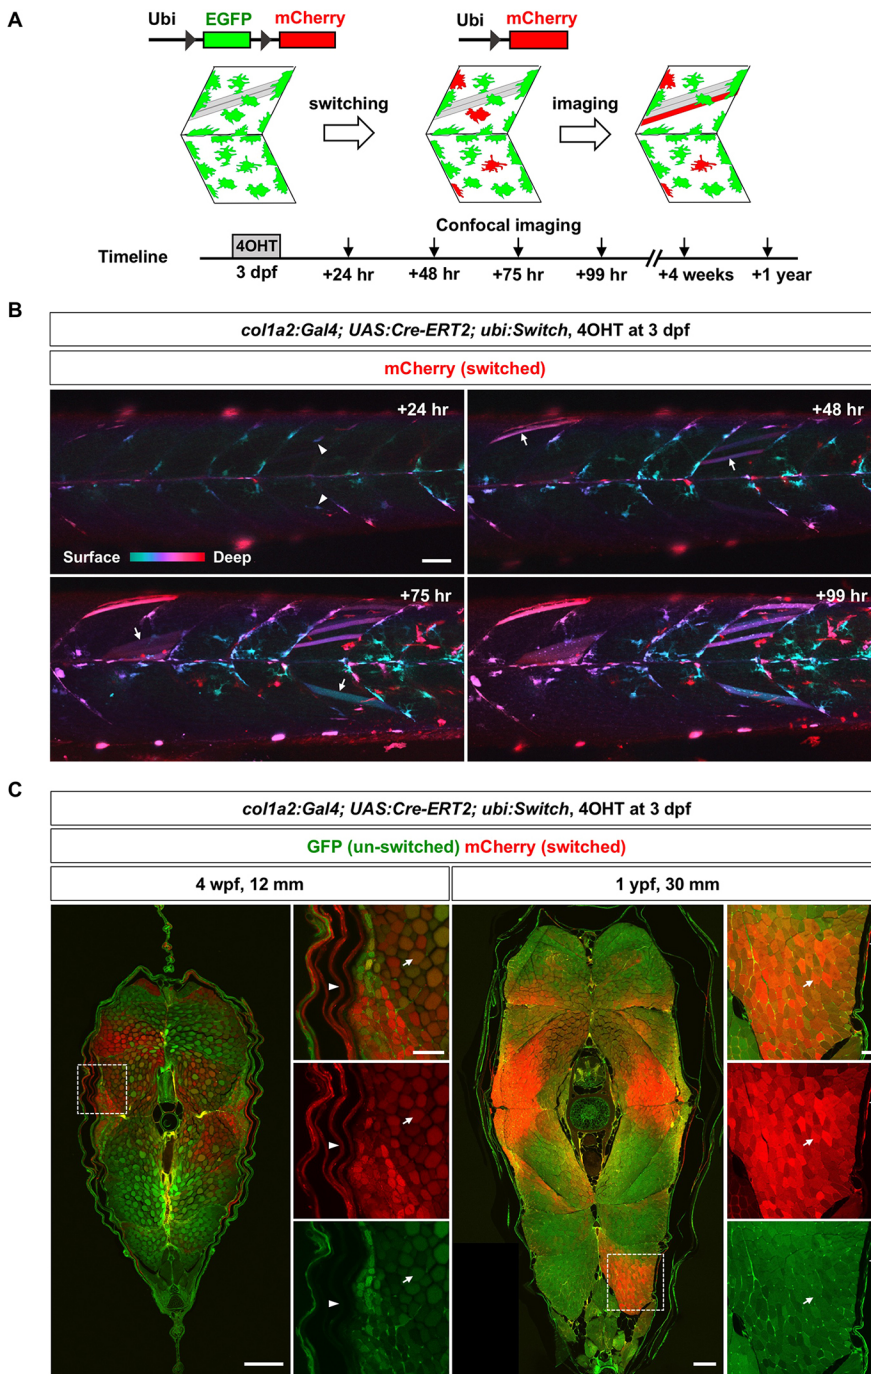 A
Ubi EGFP mCherry
Ubi mCherry
switching
imaging
Confocal imaging
Timeline
4OHT
3 dpf
+24 hr
+48 hr
+75 hr
+99 hr
+4 weeks
+1 year
B
col1a2:Gal4; UAS:Cre-ERT2; ubi:Switch, 4OHT at 3 dpf
mCherry (switched)
+24 hr
+48 hr
Surface Deep
+75 hr
+99 hr
C
col1a2:Gal4; UAS:Cre-ERT2; ubi:Switch, 4OHT at 3 dpf
GFP (un-switched) mCherry (switched)
4 wpf, 12 mm
1 ypf, 30 mm